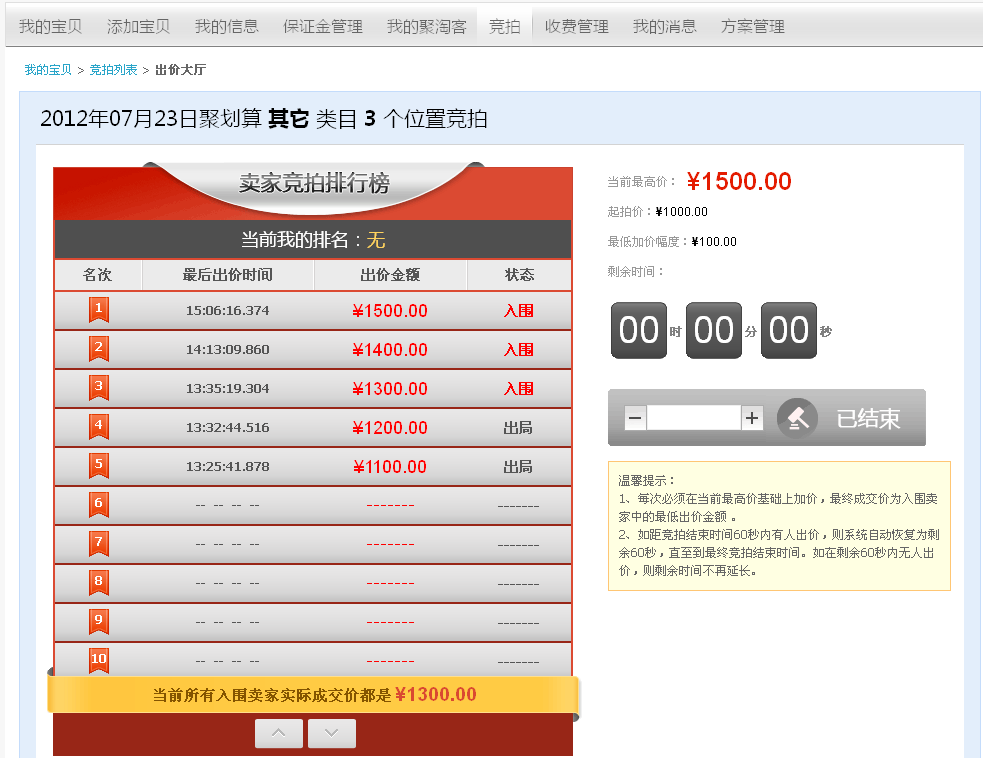 我的宝贝 添加宝贝 我的信息 保证金管理 我的聚淘客 竞拍 收费管理 我的消息 方案管理
我的宝贝 > 竞拍列表 > 出价大厅
2012年07月23日聚划算 其它 类目 3 个位置竞拍
卖家竞拍排行榜
当前我的排名：无
名次 最后出价时间 出价金额 状态
1 15:06:16.374 ¥1500.00 入围
2 14:13:09.860 ¥1400.00 入围
3 13:35:19.304 ¥1300.00 入围
4 13:32:44.516 ¥1200.00 出局
5 13:25:41.878 ¥1100.00 出局
6 -- -- -- -- ------- -------
7 -- -- -- -- ------- -------
8 -- -- -- -- ------- -------
9 -- -- -- -- ------- -------
10 -- -- -- -- ------- -------
当前所有入围卖家实际成交价都是 ¥1300.00
当前最高价： ¥1500.00
起拍价：¥1000.00
最低加价幅度：¥100.00
剩余时间：
00 时 00 分 00 秒
− + 已结束
温馨提示：
1、每次必须在当前最高价基础上加价，最终成交价为入围卖
家中的最低出价金额 。
2、如距竞拍结束时间60秒内有人出价，则系统自动恢复为剩
余60秒，直至到最终竞拍结束时间。如在剩余60秒内无人出
价，则剩余时间不再延长。